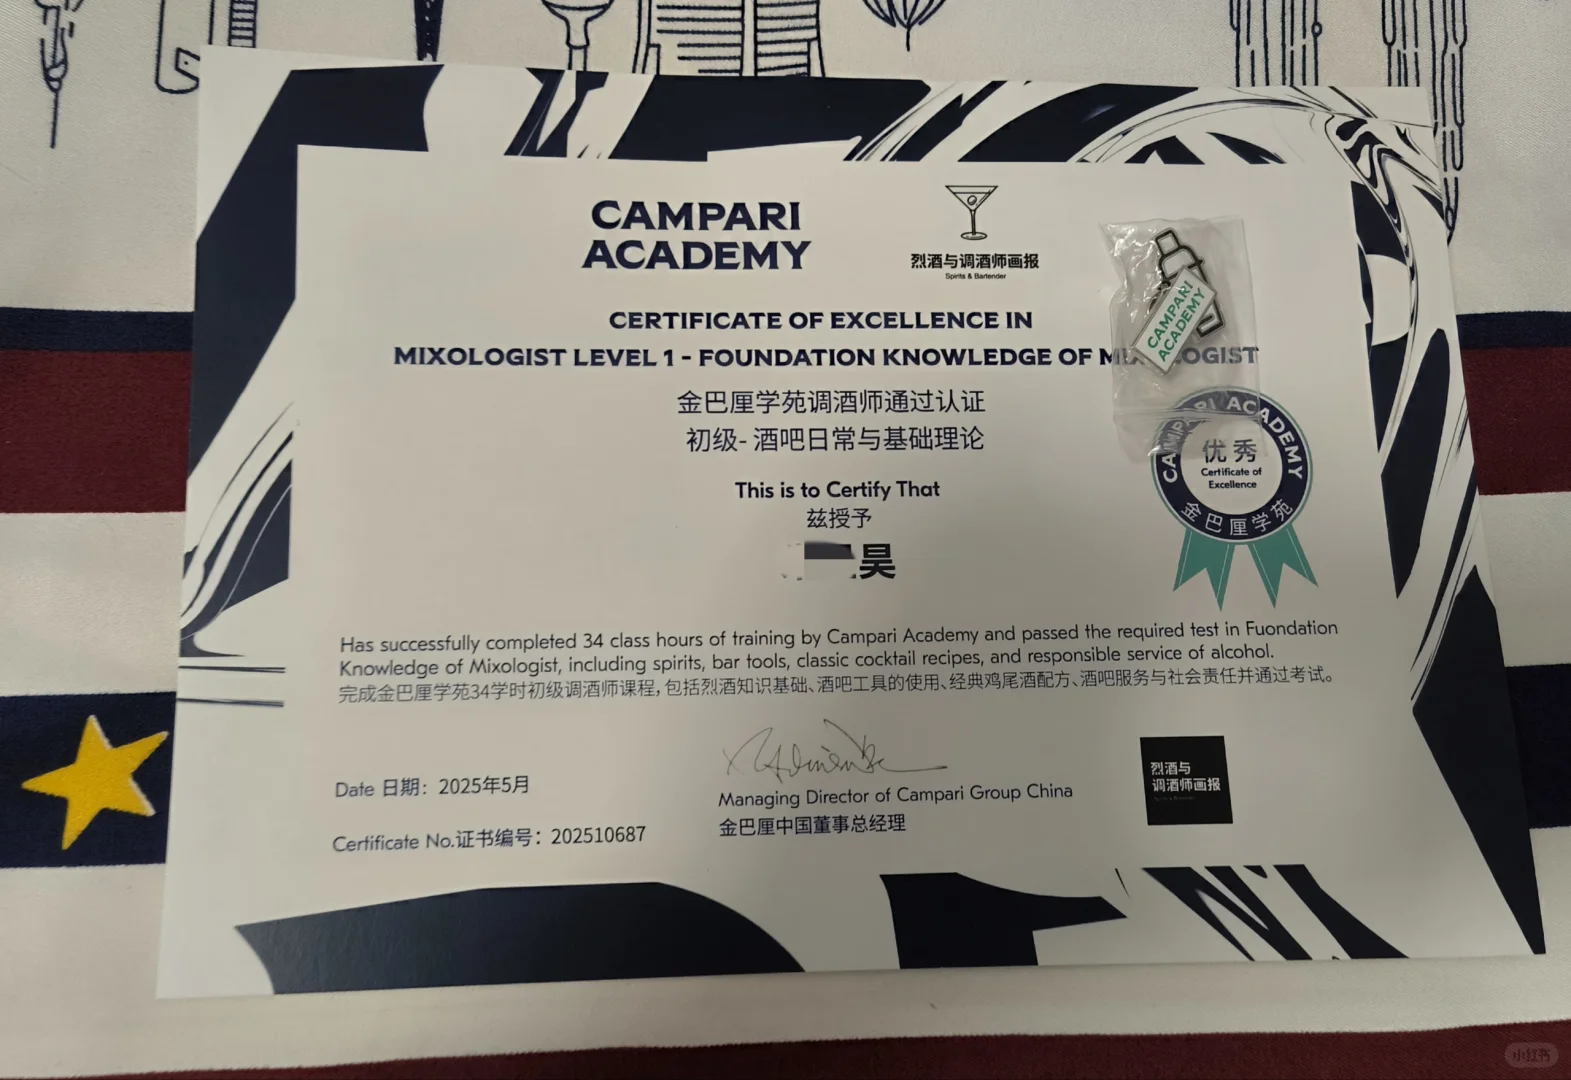 CAMPARI
ACADEMY
烈酒与调酒师画报
Spirits & Bartender
CAMPARI
ACADEMY
CERTIFICATE OF EXCELLENCE IN
MIXOLOGIST LEVEL 1 - FOUNDATION KNOWLEDGE OF
金巴厘学苑调酒师通过认证
初级- 酒吧日常与基础理论
CAMPARI ACADEMY
优秀
Certificate of
Excellence
金巴厘学苑
This is to Certify That
兹授予
昊
Has successfully completed 34 class hours of training by Campari Academy and passed the required test in Fuondation
Knowledge of Mixologist, including spirits, bar tools, classic cocktail recipes, and responsible service of alcohol.
完成金巴厘学苑34学时初级调酒师课程，包括烈酒知识基础、酒吧工具的使用、经典鸡尾酒配方、酒吧服务与社会责任并通过考试。
Date 日期：2025年5月
Certificate No.证书编号：202510687
Managing Director of Campari Group China
金巴厘中国董事总经理
烈酒与
调酒师画报
小红书